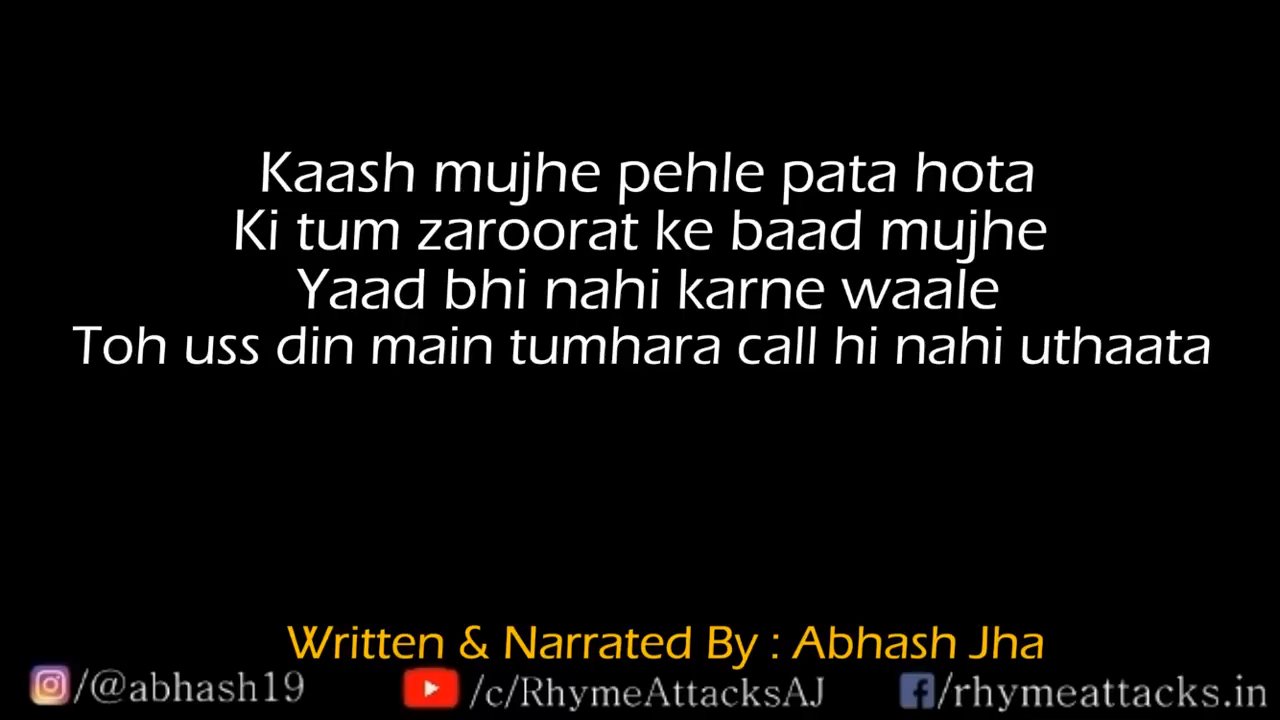 Kaash mujhe pehle pata hota
Ki tum zaroorat ke baad mujhe
Yaad bhi nahi karne waale
Toh uss din main tumhara call hi nahi uthaata
Written & Narrated By : Abhash Jha
/@abhash19 /c/RhymeAttacksAJ /rhymeattacks.in